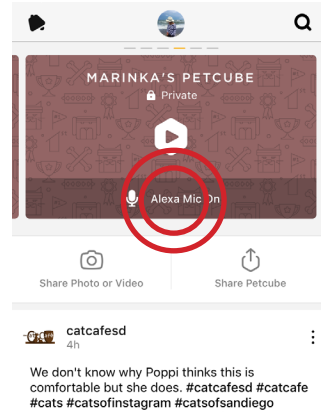 MARINKA'S PETCUBE
Private
Alexa Mic On
Share Photo or Video
Share Petcube
catcafesd
4h
We don't know why Poppi thinks this is
comfortable but she does. #catcafesd #catcafe
#cats #catsofinstagram #catsofsandiego